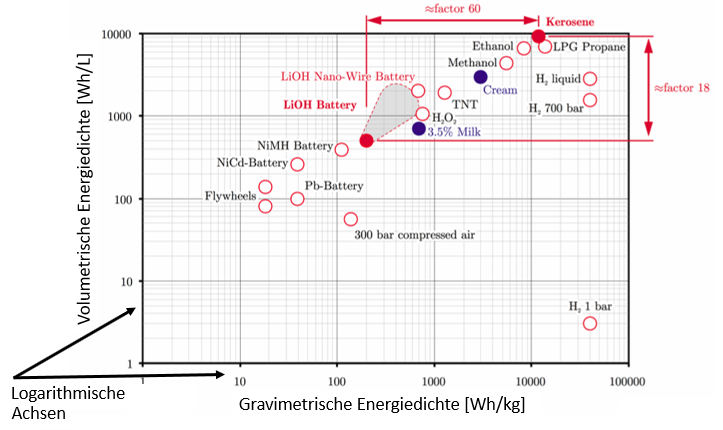 ≈factor 60
Kerosene
10000
Ethanol
LPG Propane
Methanol
LiOH Nano-Wire Battery
H₂ liquid
Cream
≈factor 18
LiOH Battery
TNT
H₂ 700 bar
1000
H₂O₂
3.5% Milk
NiMH Battery
NiCd-Battery
Pb-Battery
Flywheels
100
300 bar compressed air
10
H₂ 1 bar
1
Volumetrische Energiedichte [Wh/L]
1
10
100
1000
10000
100000
Logarithmische
Achsen
Gravimetrische Energiedichte [Wh/kg]